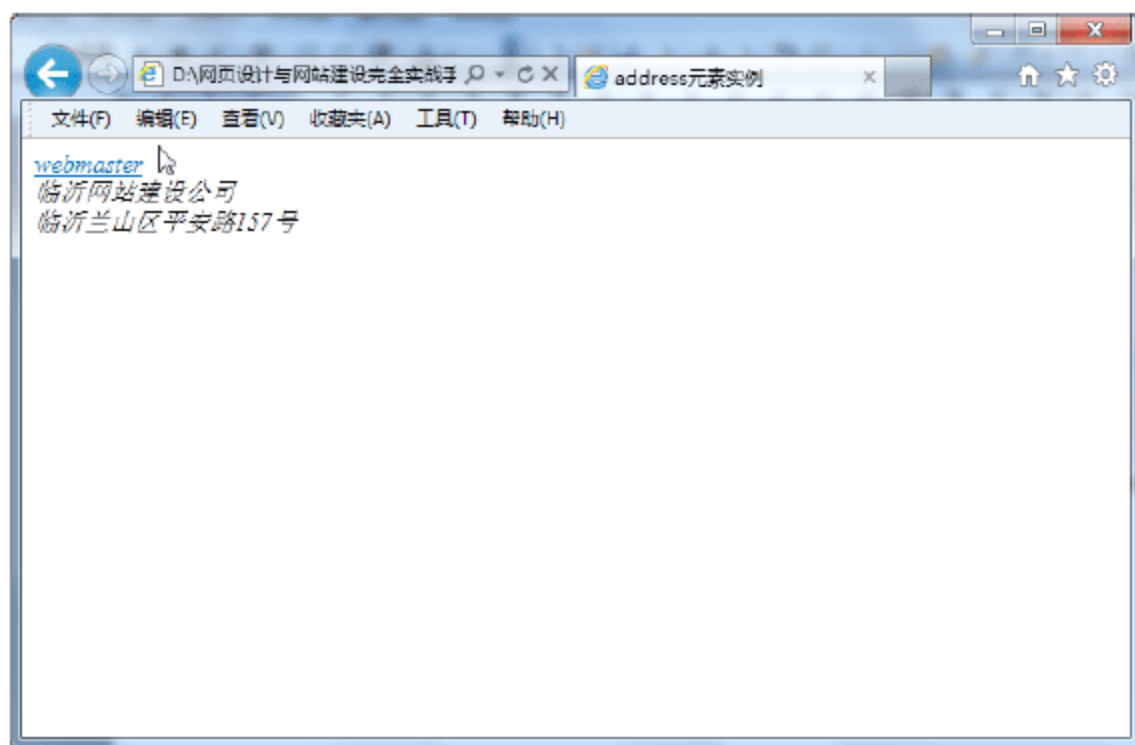 D:\网页设计与网站建设完全实战手
address元素实例
文件(F) 编辑(E) 查看(V) 收藏夹(A) 工具(T) 帮助(H)
webmaster
临沂网站建设公司
临沂兰山区平安路157号